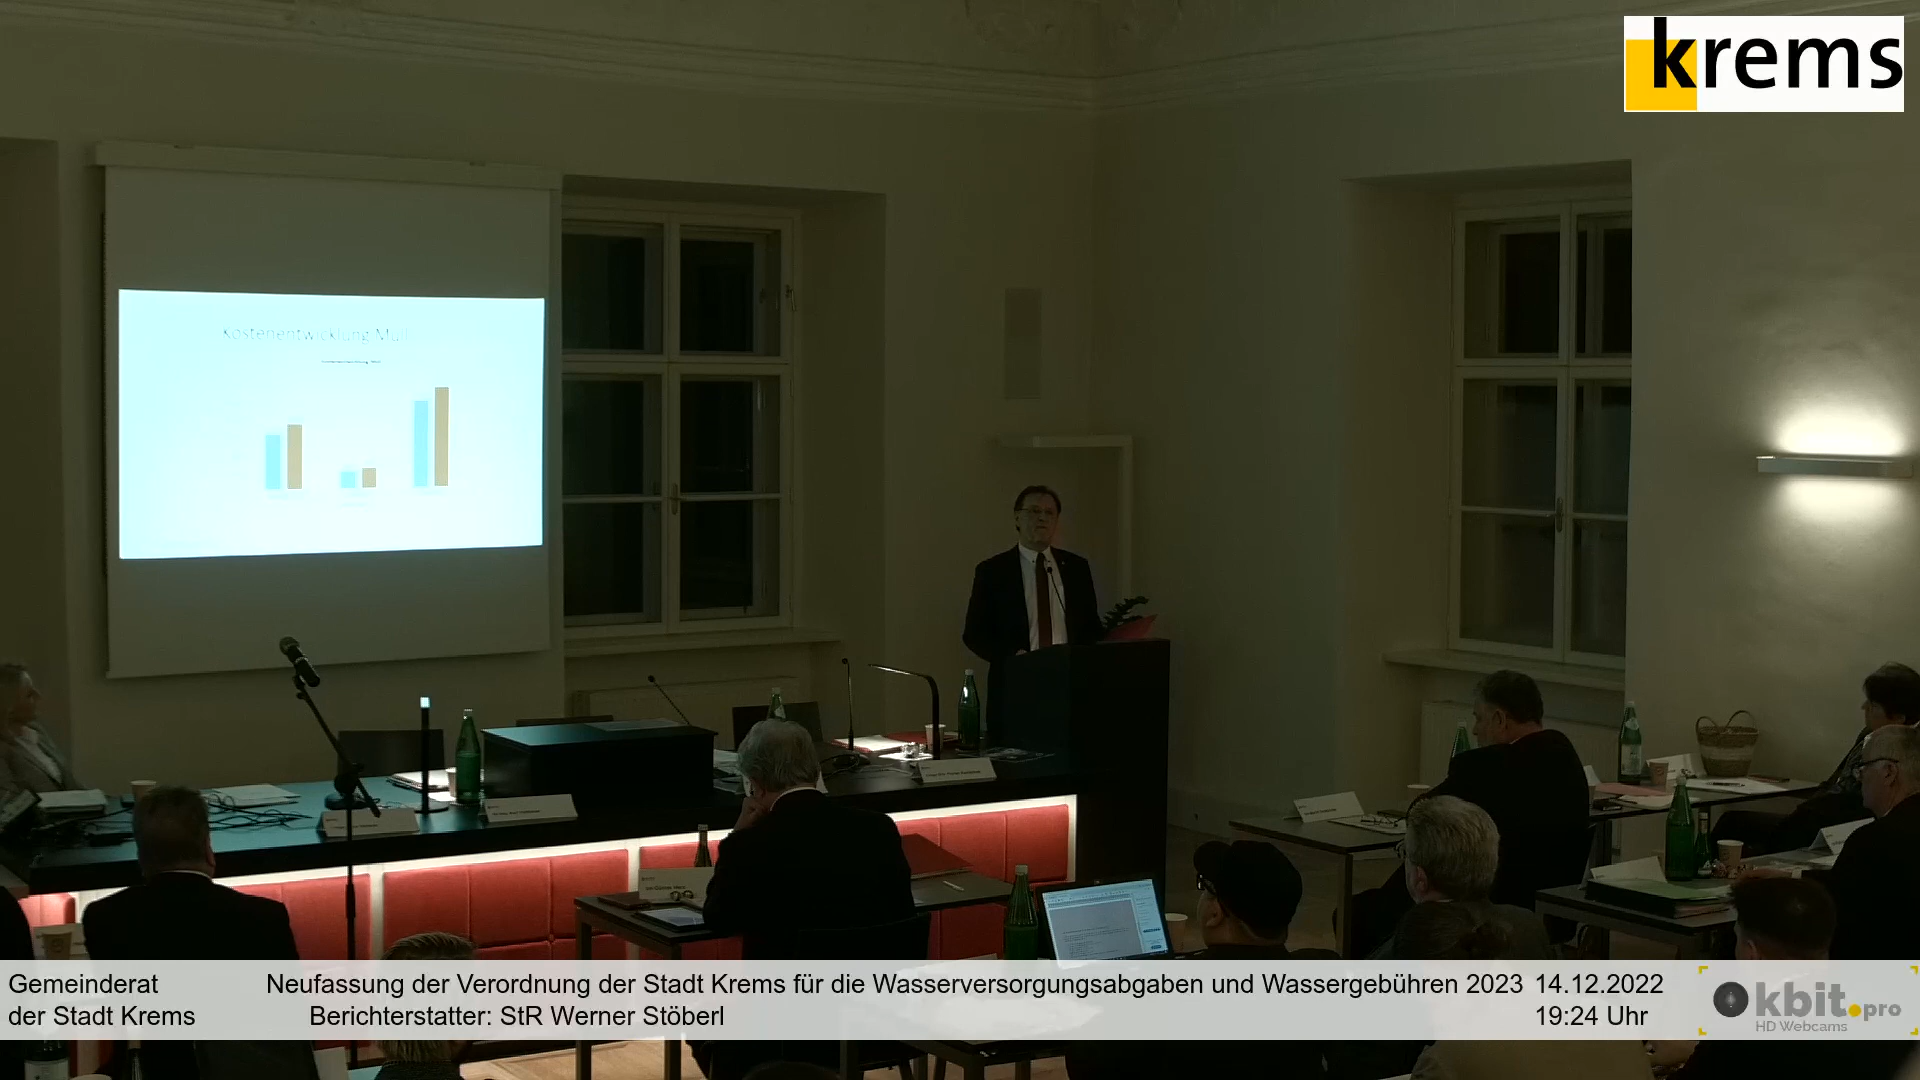 krems
Kostenentwicklung Müll
Gemeinderat
der Stadt Krems
Neufassung der Verordnung der Stadt Krems für die Wasserversorgungsabgaben und Wassergebühren 2023
Berichterstatter: StR Werner Stöberl
14.12.2022
19:24 Uhr
kbit.pro
HD Webcams